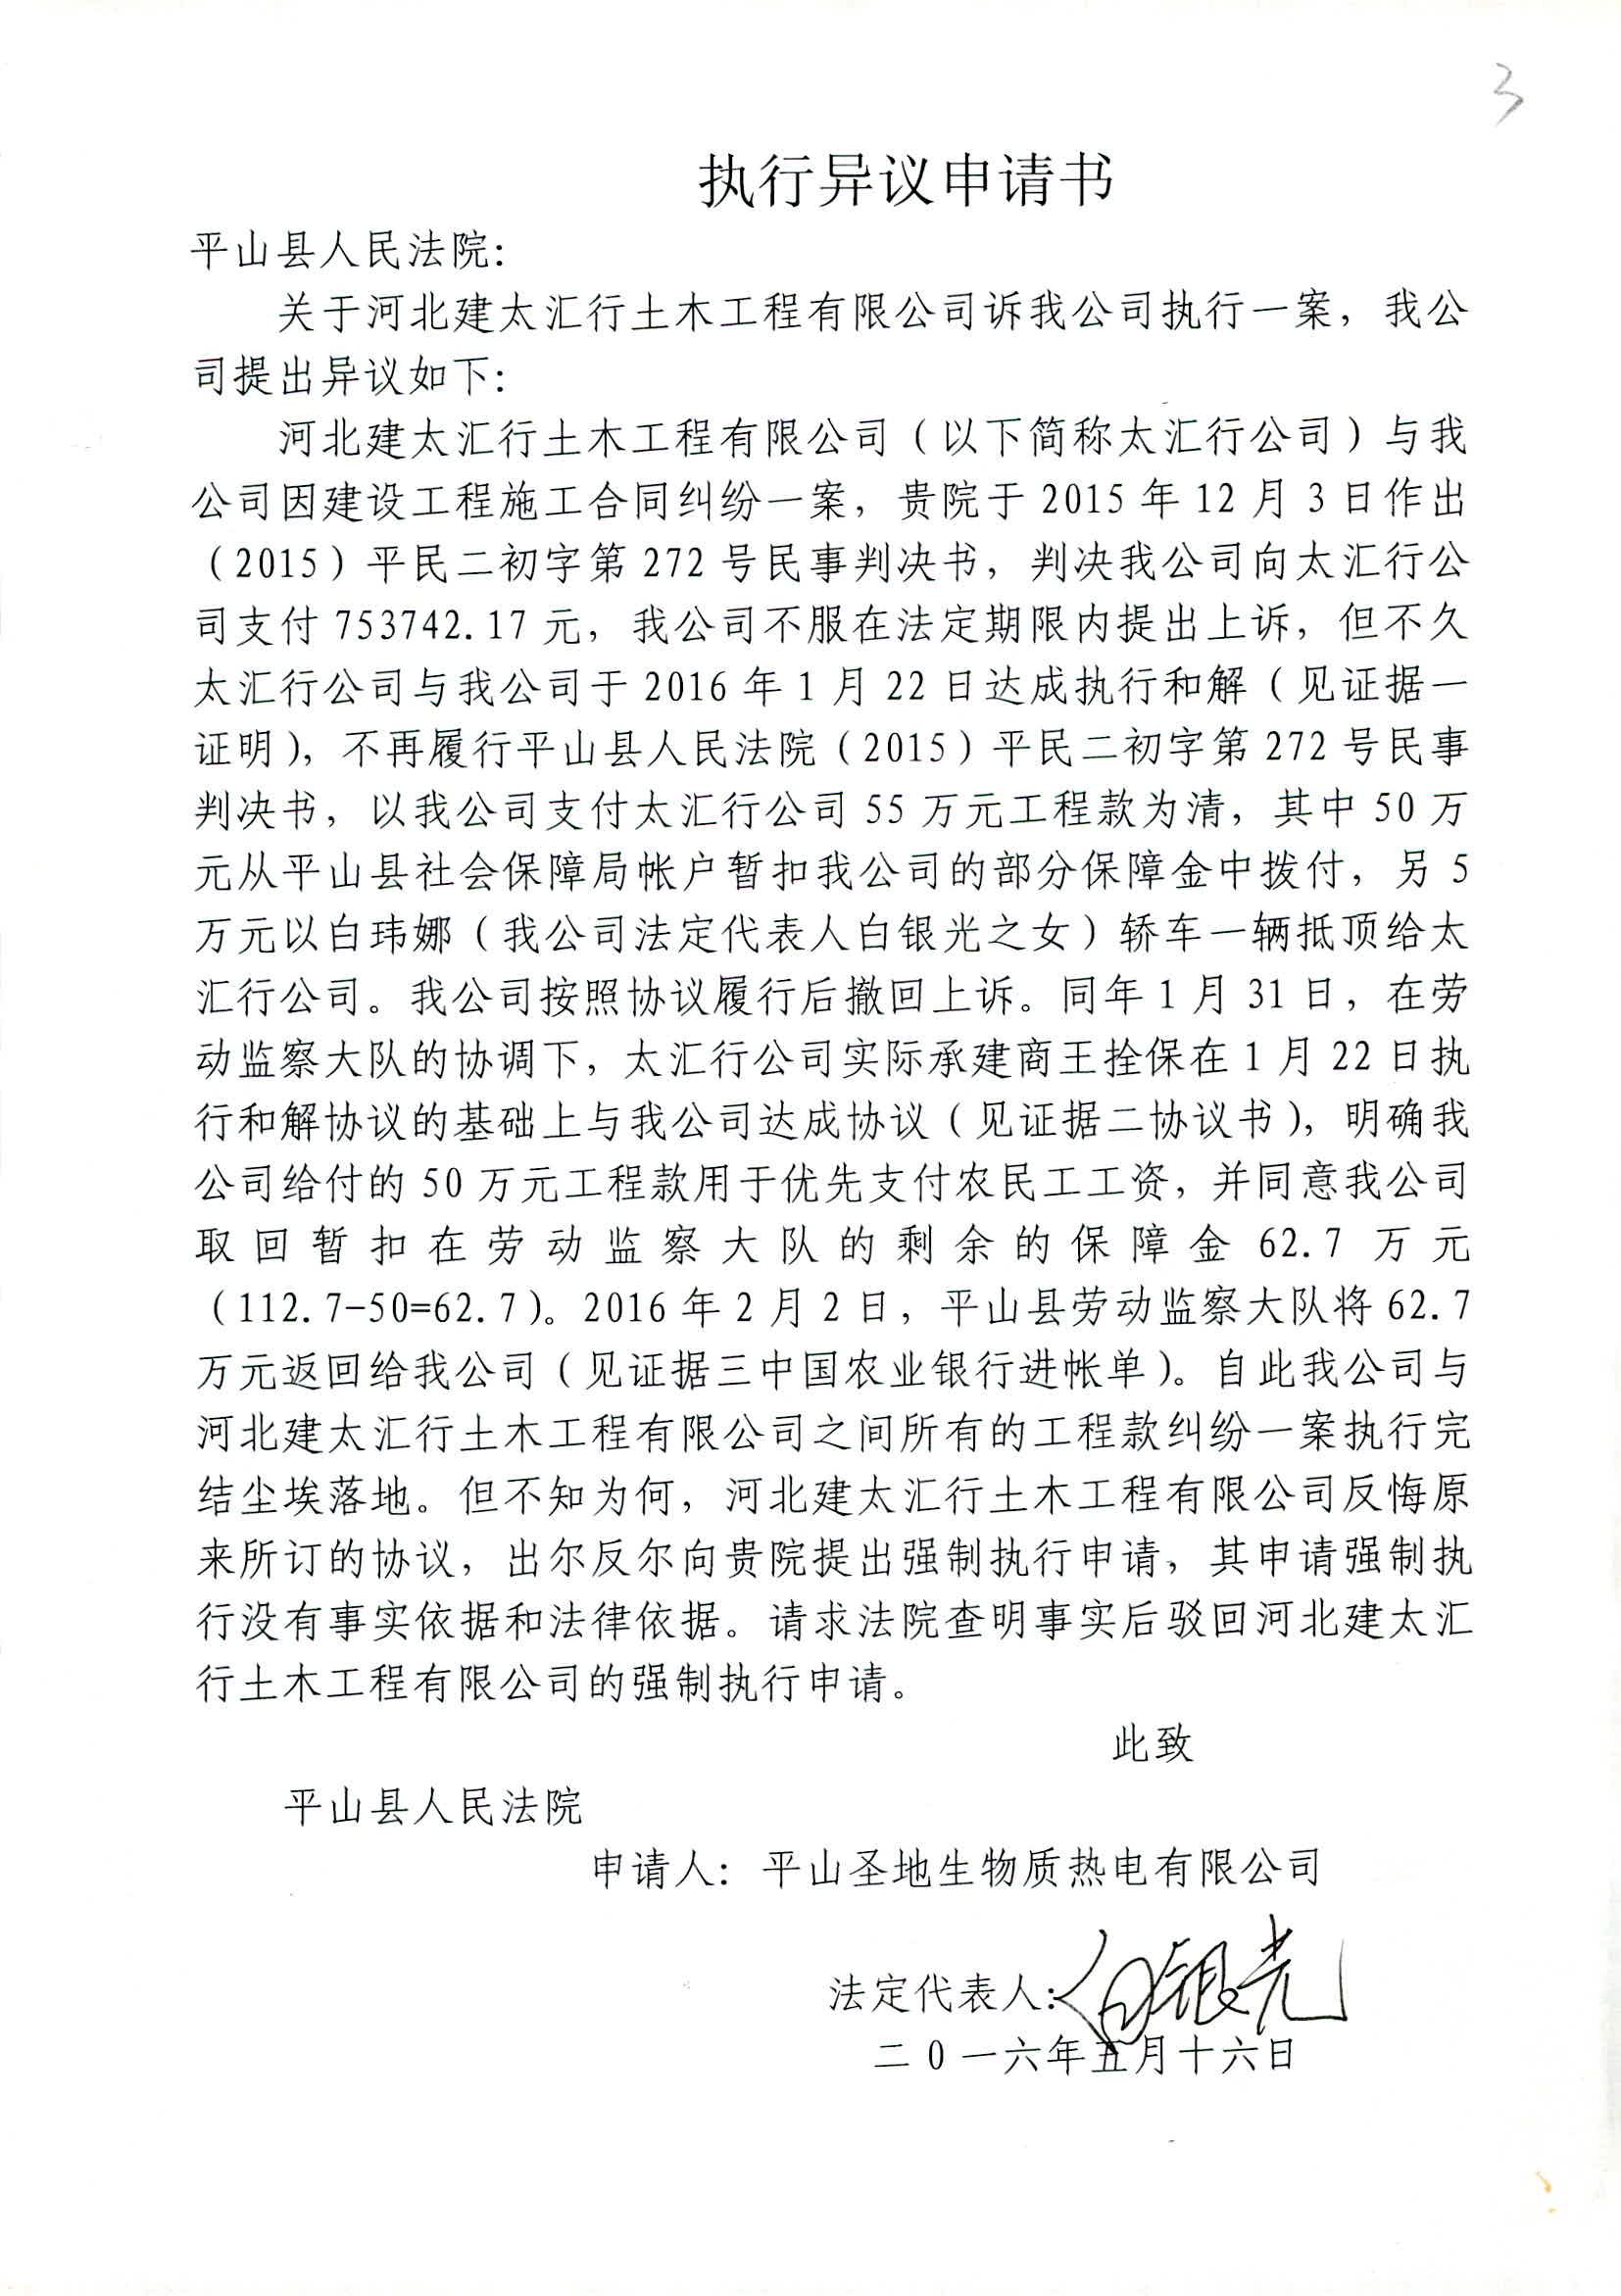 3
执行异议申请书
平山县人民法院：
关于河北建太汇行土木工程有限公司诉我公司执行一案，我公
司提出异议如下：
河北建太汇行土木工程有限公司（以下简称太汇行公司）与我
公司因建设工程施工合同纠纷一案，贵院于 2015 年 12 月 3 日作出
（2015）平民二初字第 272 号民事判决书，判决我公司向太汇行公
司支付 753742.17 元，我公司不服在法定期限内提出上诉，但不久
太汇行公司与我公司于 2016 年 1 月 22 日达成执行和解（见证据一
证明），不再履行平山县人民法院（2015）平民二初字第 272 号民事
判决书，以我公司支付太汇行公司 55 万元工程款为清，其中 50 万
元从平山县社会保障局帐户暂扣我公司的部分保障金中拨付，另 5
万元以白玮娜（我公司法定代表人白银光之女）轿车一辆抵顶给太
汇行公司。我公司按照协议履行后撤回上诉。同年 1 月 31 日，在劳
动监察大队的协调下，太汇行公司实际承建商王拴保在 1 月 22 日执
行和解协议的基础上与我公司达成协议（见证据二协议书），明确我
公司给付的 50 万元工程款用于优先支付农民工工资，并同意我公司
取回暂扣在劳动监察大队的剩余的保障金 62.7 万元
（112.7-50=62.7）。2016 年 2 月 2 日，平山县劳动监察大队将 62.7
万元返回给我公司（见证据三中国农业银行进帐单）。自此我公司与
河北建太汇行土木工程有限公司之间所有的工程款纠纷一案执行完
结尘埃落地。但不知为何，河北建太汇行土木工程有限公司反悔原
来所订的协议，出尔反尔向贵院提出强制执行申请，其申请强制执
行没有事实依据和法律依据。请求法院查明事实后驳回河北建太汇
行土木工程有限公司的强制执行申请。
此致
平山县人民法院
申请人：平山圣地生物质热电有限公司
法定代表人：白银光
二 0 一六年五月十六日